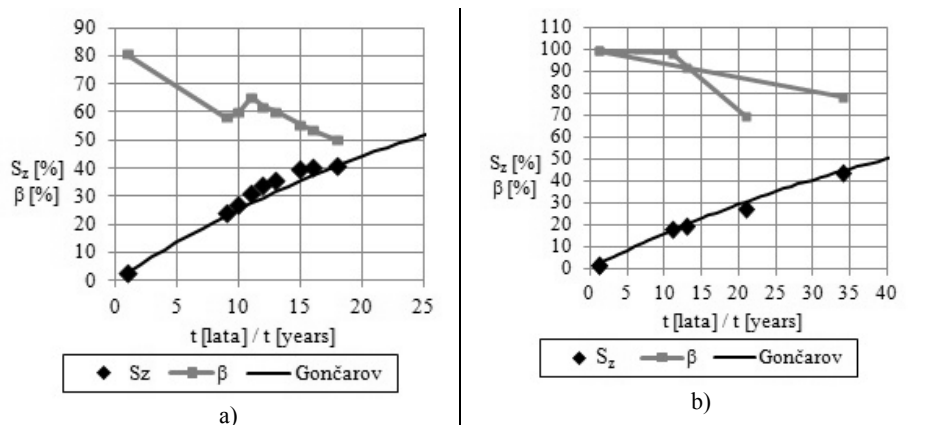 90
80
70
60
50
40
30
20
10
0
S_z [%]
β [%]
0 5 10 15 20 25
t [lata] / t [years]
Sz β Gončarov
a)
100
90
80
70
60
50
40
30
20
10
0
S_z [%]
β [%]
0 5 10 15 20 25 30 35 40
t [lata] / t [years]
S_z β Gončarov
b)